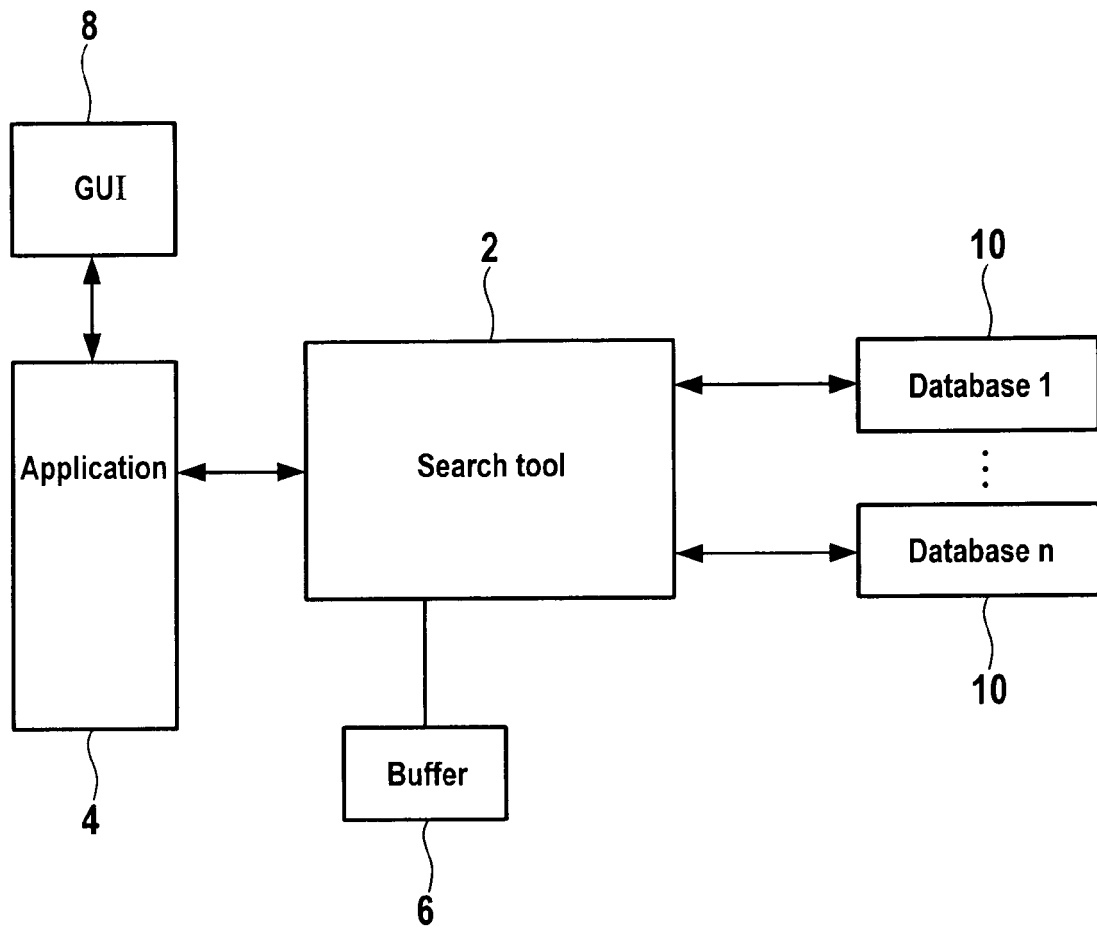 8
GUI
2
10
Database 1
Application
Search tool
Database n
10
Buffer
4
6